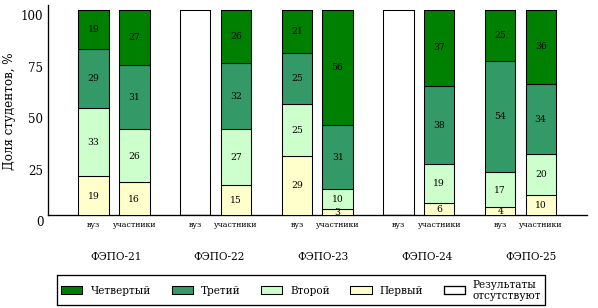 Доля студентов, %
100
75
50
25
0
19 29 33 19
27 31 26 16
26 32 27 15
21 25 25 29
56 31 10 3
37 38 19 6
25 54 17 4
36 34 20 10
вуз участники вуз участники вуз участники вуз участники вуз участники
ФЭПО-21 ФЭПО-22 ФЭПО-23 ФЭПО-24 ФЭПО-25
Четвертый Третий Второй Первый Результаты
отсутствуют